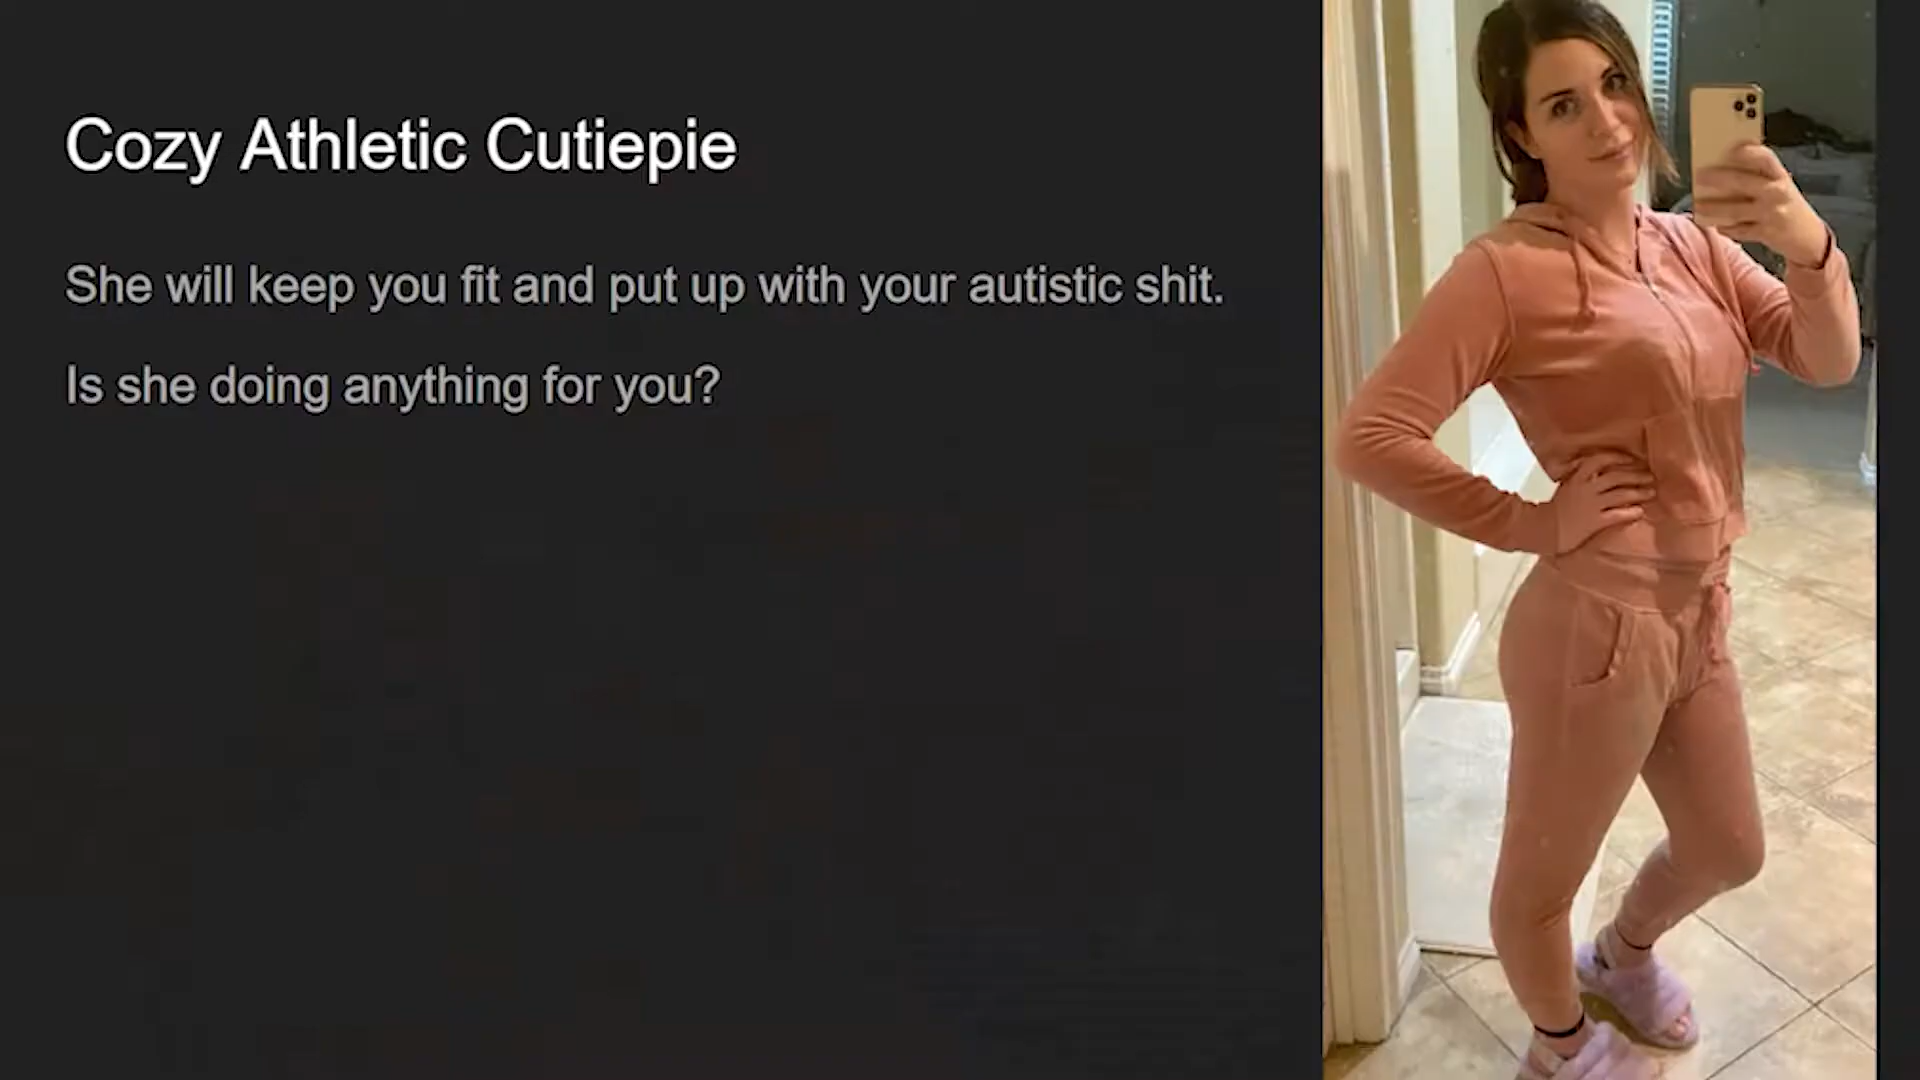 Cozy Athletic Cutiepie
She will keep you fit and put up with your autistic shit.
Is she doing anything for you?